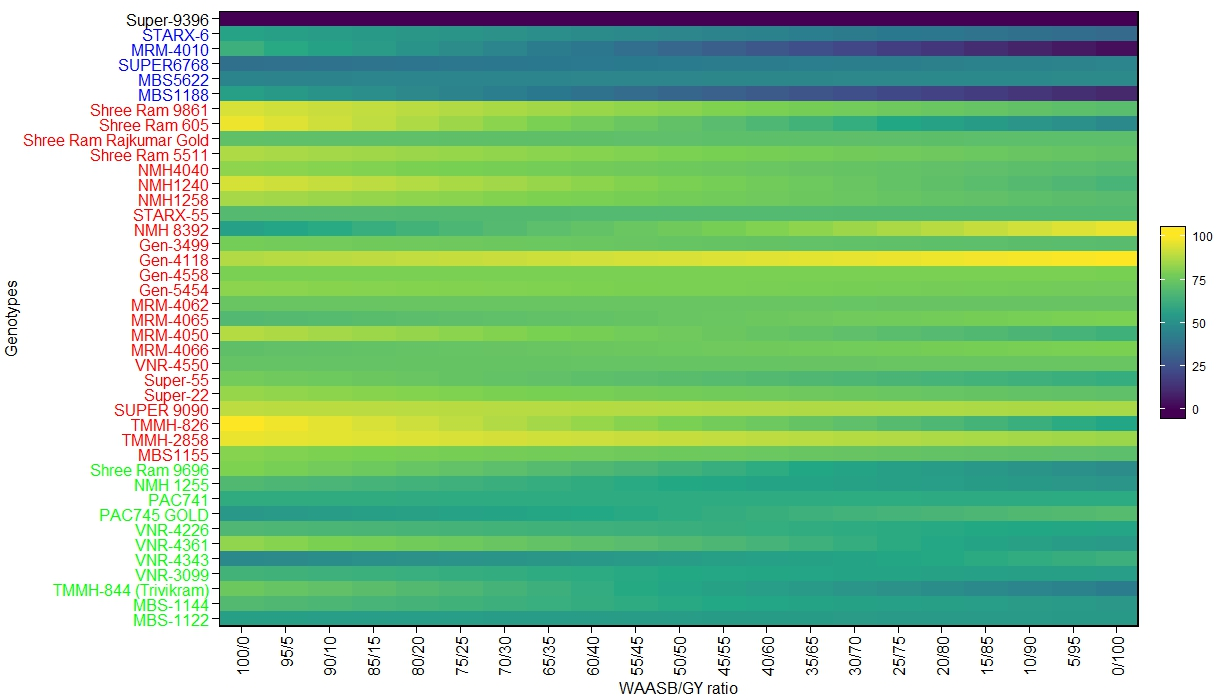 Super-9396
STARX-6
MRM-4010
SUPER6768
MBS5622
MBS1188
Shree Ram 9861
Shree Ram 605
Shree Ram Rajkumar Gold
Shree Ram 5511
NMH4040
NMH1240
NMH1258
STARX-55
NMH 8392
Gen-3499
Gen-4118
Gen-4558
Gen-5454
MRM-4062
MRM-4065
MRM-4050
MRM-4066
VNR-4550
Super-55
Super-22
SUPER 9090
TMMH-826
TMMH-2858
MBS1155
Shree Ram 9696
NMH 1255
PAC741
PAC745 GOLD
VNR-4226
VNR-4361
VNR-4343
VNR-3099
TMMH-844 (Trivikram)
MBS-1144
MBS-1122
Genotypes
100/0 95/5 90/10 85/15 80/20 75/25 70/30 65/35 60/40 55/45 50/50 45/55 40/60 35/65 30/70 25/75 20/80 15/85 10/90 5/95 0/100
WAASB/GY ratio
100
75
50
25
0